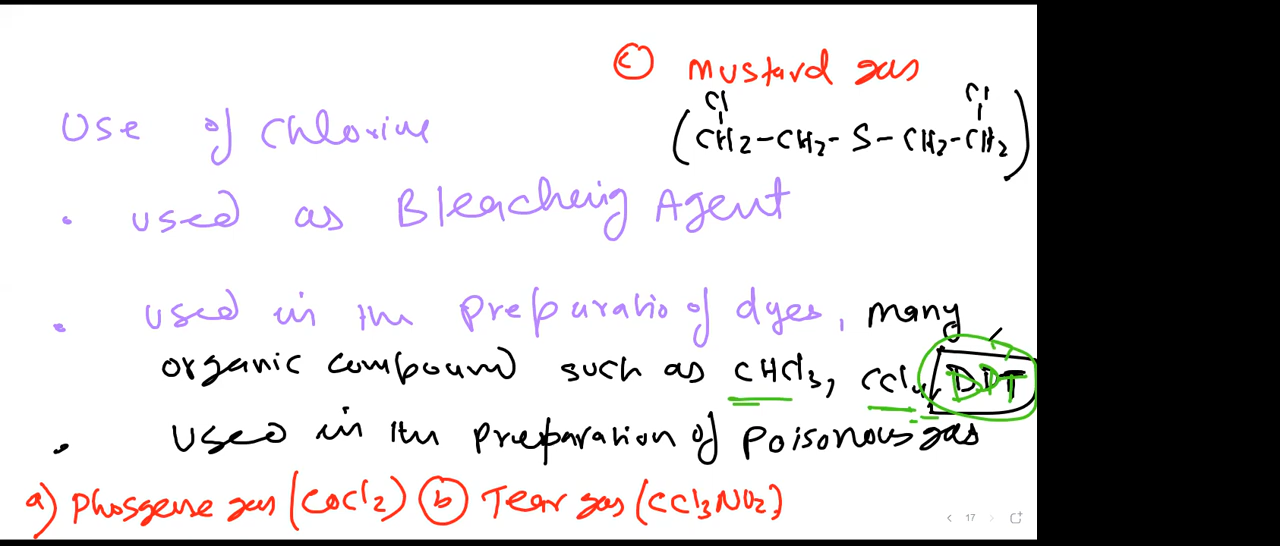 c mustard gas
Cl Cl
(CH2-CH2-S-CH2-CH2)
Use of Chlorine
• used as Bleaching Agent
• used in the preparatio of dyes, many
organic compound such as CHCl3, CCl4, DDT
• used in the preparation of poisonous gas
a) Phosgene gas (COCl2) b Tear gas (CCl3NO2)
< 17 >